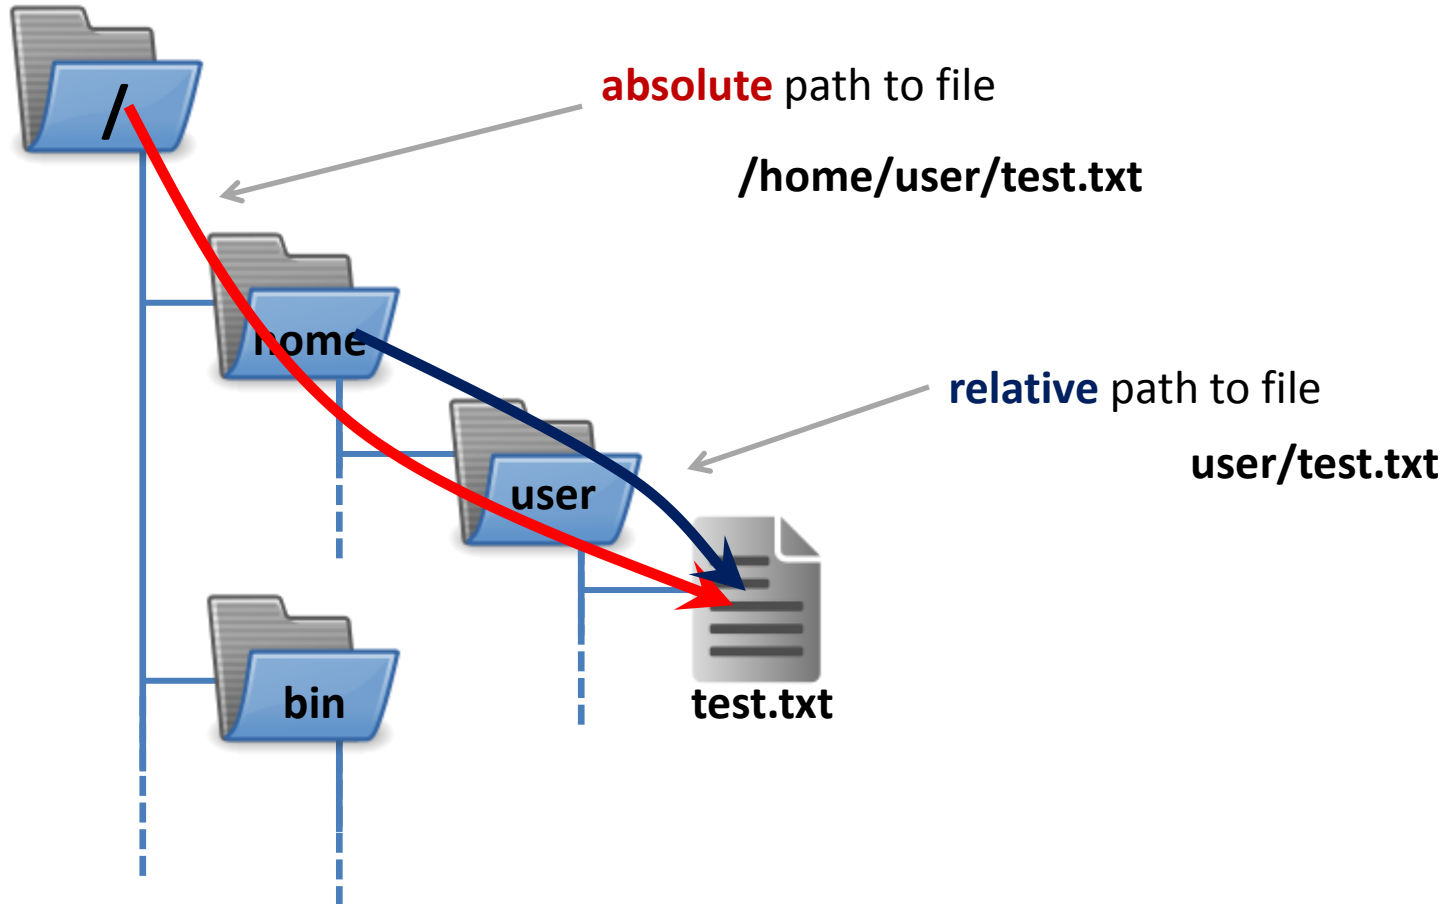 /
absolute path to file
/home/user/test.txt
home
relative path to file
user/test.txt
user
bin
test.txt